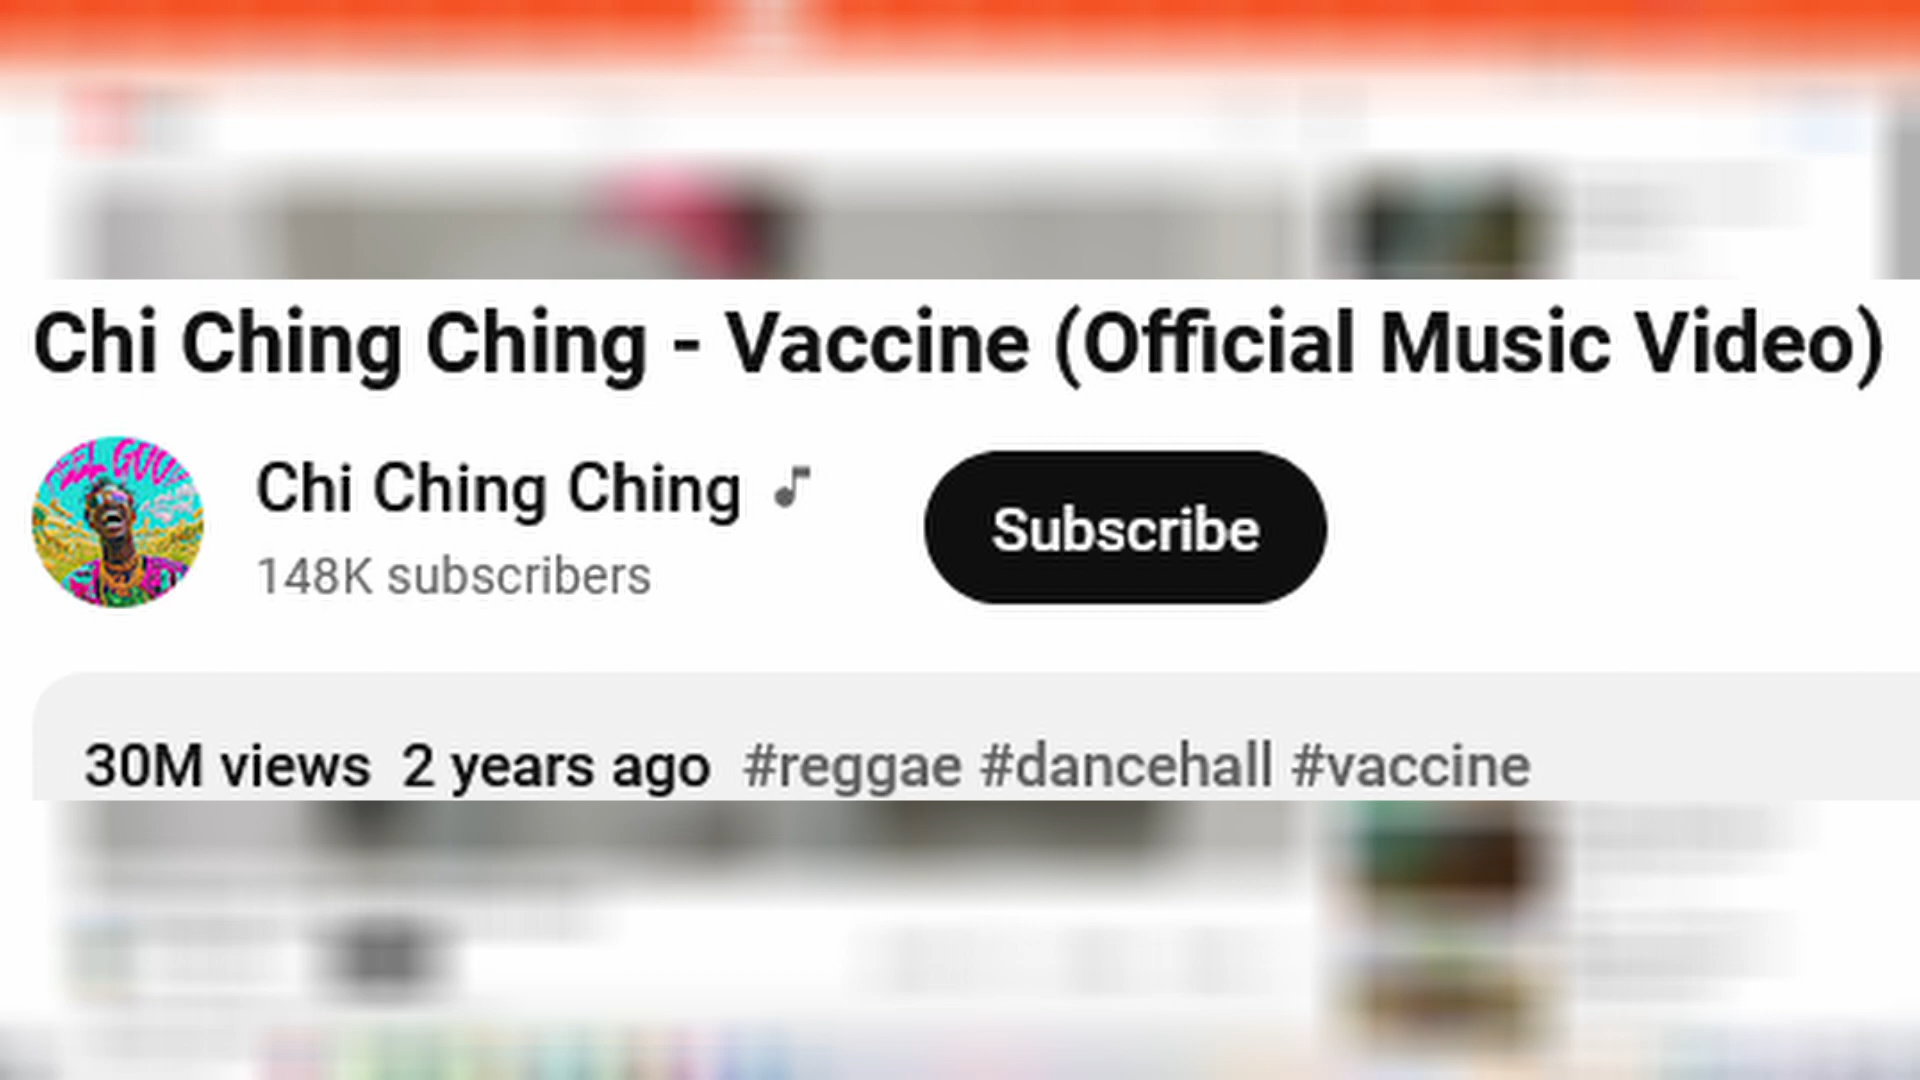 Chi Ching Ching - Vaccine (Official Music Video)
Chi Ching Ching
148K subscribers
Subscribe
30M views 2 years ago #reggae #dancehall #vaccine